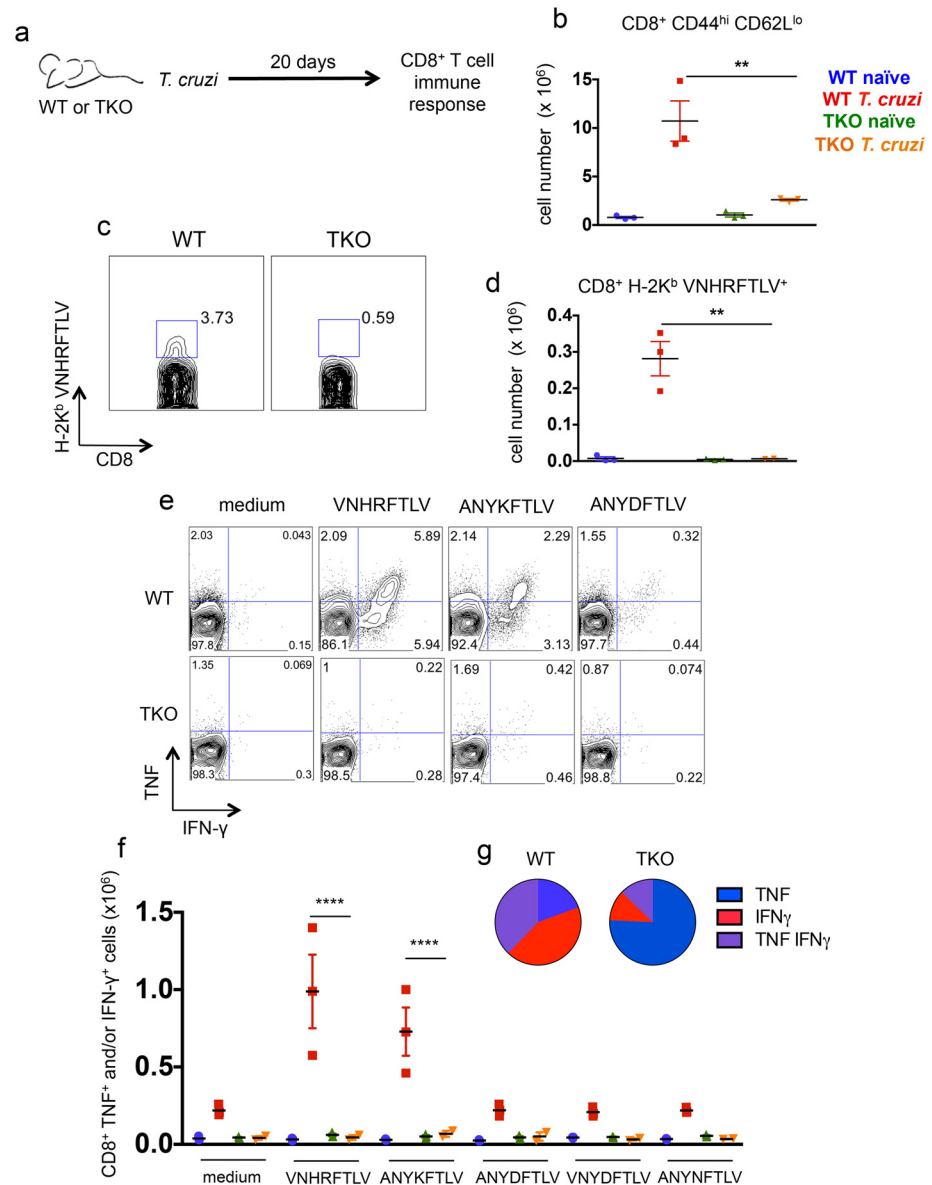 a
WT or TKO
T. cruzi
20 days
CD8⁺ T cell
immune
response
b
CD8⁺ CD44ʰⁱ CD62Lˡᵒ
cell number (x 10⁶)
15
10
5
0
**
WT naïve
WT T. cruzi
TKO naïve
TKO T. cruzi
c
WT
TKO
3.73
0.59
H-2Kᵇ VNHRFTLV
CD8
d
CD8⁺ H-2Kᵇ VNHRFTLV⁺
cell number (x 10⁶)
0.4
0.3
0.2
0.1
0.0
**
e
medium
VNHRFTLV
ANYKFTLV
ANYDFTLV
WT
2.03
0.043
97.8
0.15
2.09
5.89
86.1
5.94
2.14
2.29
92.4
3.13
1.55
0.32
97.7
0.44
TKO
1.35
0.069
98.3
0.3
1
0.22
98.5
0.28
1.69
0.42
97.4
0.46
0.87
0.074
98.8
0.22
TNF
IFN-γ
f
CD8⁺ TNF⁺ and/or IFN-γ⁺ cells (x10⁶)
1.5
1.0
0.5
0.0
****
****
medium
VNHRFTLV
ANYKFTLV
ANYDFTLV
VNYDFTLV
ANYNFTLV
g
WT
TKO
TNF
IFNγ
TNF IFNγ